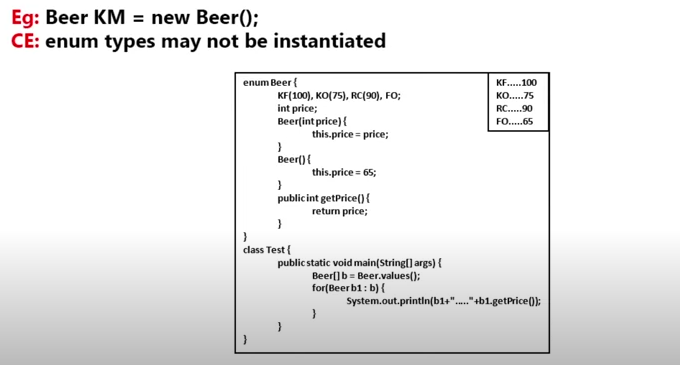 Eg: Beer KM = new Beer();
CE: enum types may not be instantiated
enum Beer {
KF(100), KO(75), RC(90), FO;
int price;
Beer(int price) {
this.price = price;
}
Beer() {
this.price = 65;
}
public int getPrice() {
return price;
}
}
class Test {
public static void main(String[] args) {
Beer[] b = Beer.values();
for(Beer b1 : b) {
System.out.println(b1+"....."+b1.getPrice());
}
}
}
KF.....100
KO.....75
RC.....90
FO.....65